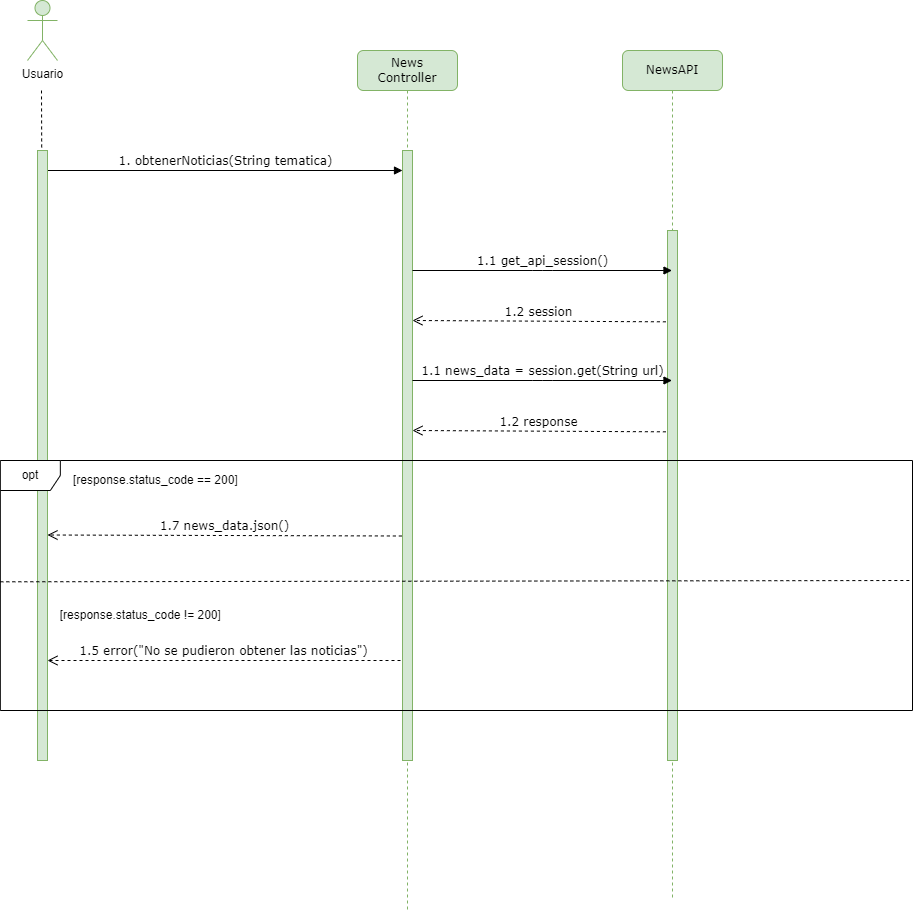 Usuario
News
Controller
NewsAPI
1. obtenerNoticias(String tematica)
1.1 get_api_session()
1.2 session
1.1 news_data = session.get(String url)
1.2 response
opt
[response.status_code == 200]
1.7 news_data.json()
[response.status_code != 200]
1.5 error("No se pudieron obtener las noticias")